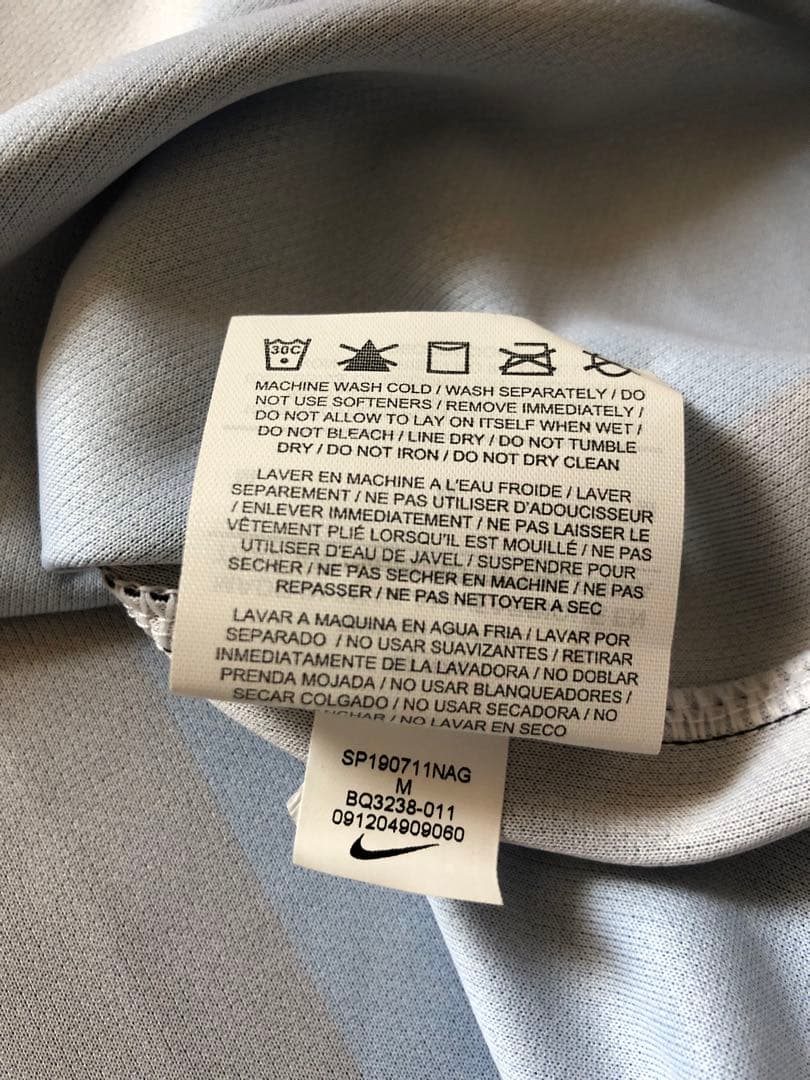 30C
MACHINE WASH COLD / WASH SEPARATELY / DO
NOT USE SOFTENERS / REMOVE IMMEDIATELY /
DO NOT ALLOW TO LAY ON ITSELF WHEN WET /
DO NOT BLEACH / LINE DRY / DO NOT TUMBLE
DRY / DO NOT IRON / DO NOT DRY CLEAN
LAVER EN MACHINE A L'EAU FROIDE / LAVER
SEPAREMENT / NE PAS UTILISER D'ADOUCISSEUR
/ ENLEVER IMMEDIATEMENT / NE PAS LAISSER LE
VÊTEMENT PLIÉ LORSQU'IL EST MOUILLÉ / NE PAS
UTILISER D'EAU DE JAVEL / SUSPENDRE POUR
SECHER / NE PAS SECHER EN MACHINE / NE PAS
REPASSER / NE PAS NETTOYER A SEC
LAVAR A MAQUINA EN AGUA FRIA / LAVAR POR
SEPARADO / NO USAR SUAVIZANTES / RETIRAR
INMEDIATAMENTE DE LA LAVADORA / NO DOBLAR
PRENDA MOJADA / NO USAR BLANQUEADORES /
SECAR COLGADO / NO USAR SECADORA / NO
/ NO LAVAR EN SECO
SP190711NAG
M
BQ3238-011
091204909060